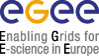 egee
Enabling Grids for
E-science in Europe